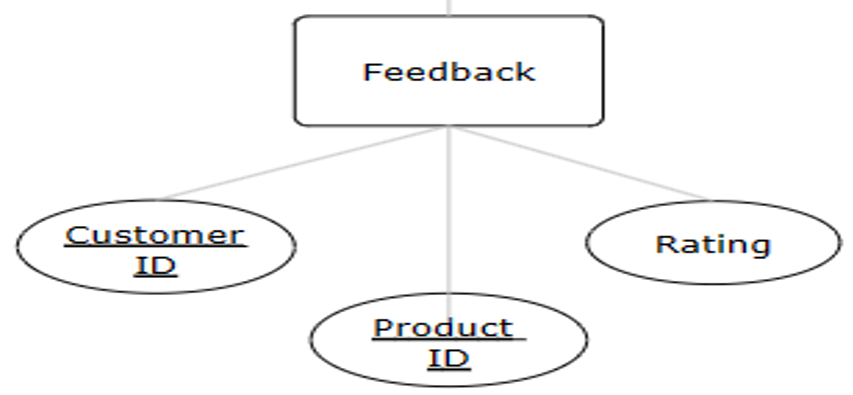 Feedback
Customer
ID
Rating
Product
ID